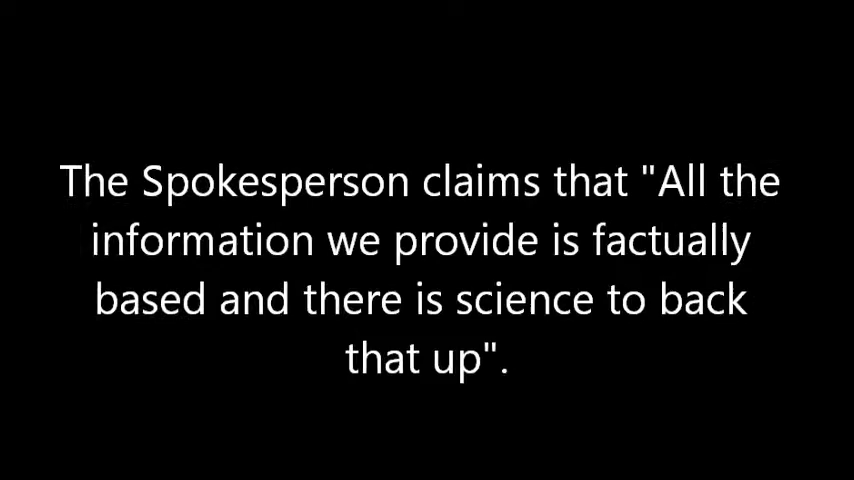 The Spokesperson claims that "All the
information we provide is factually
based and there is science to back
that up".